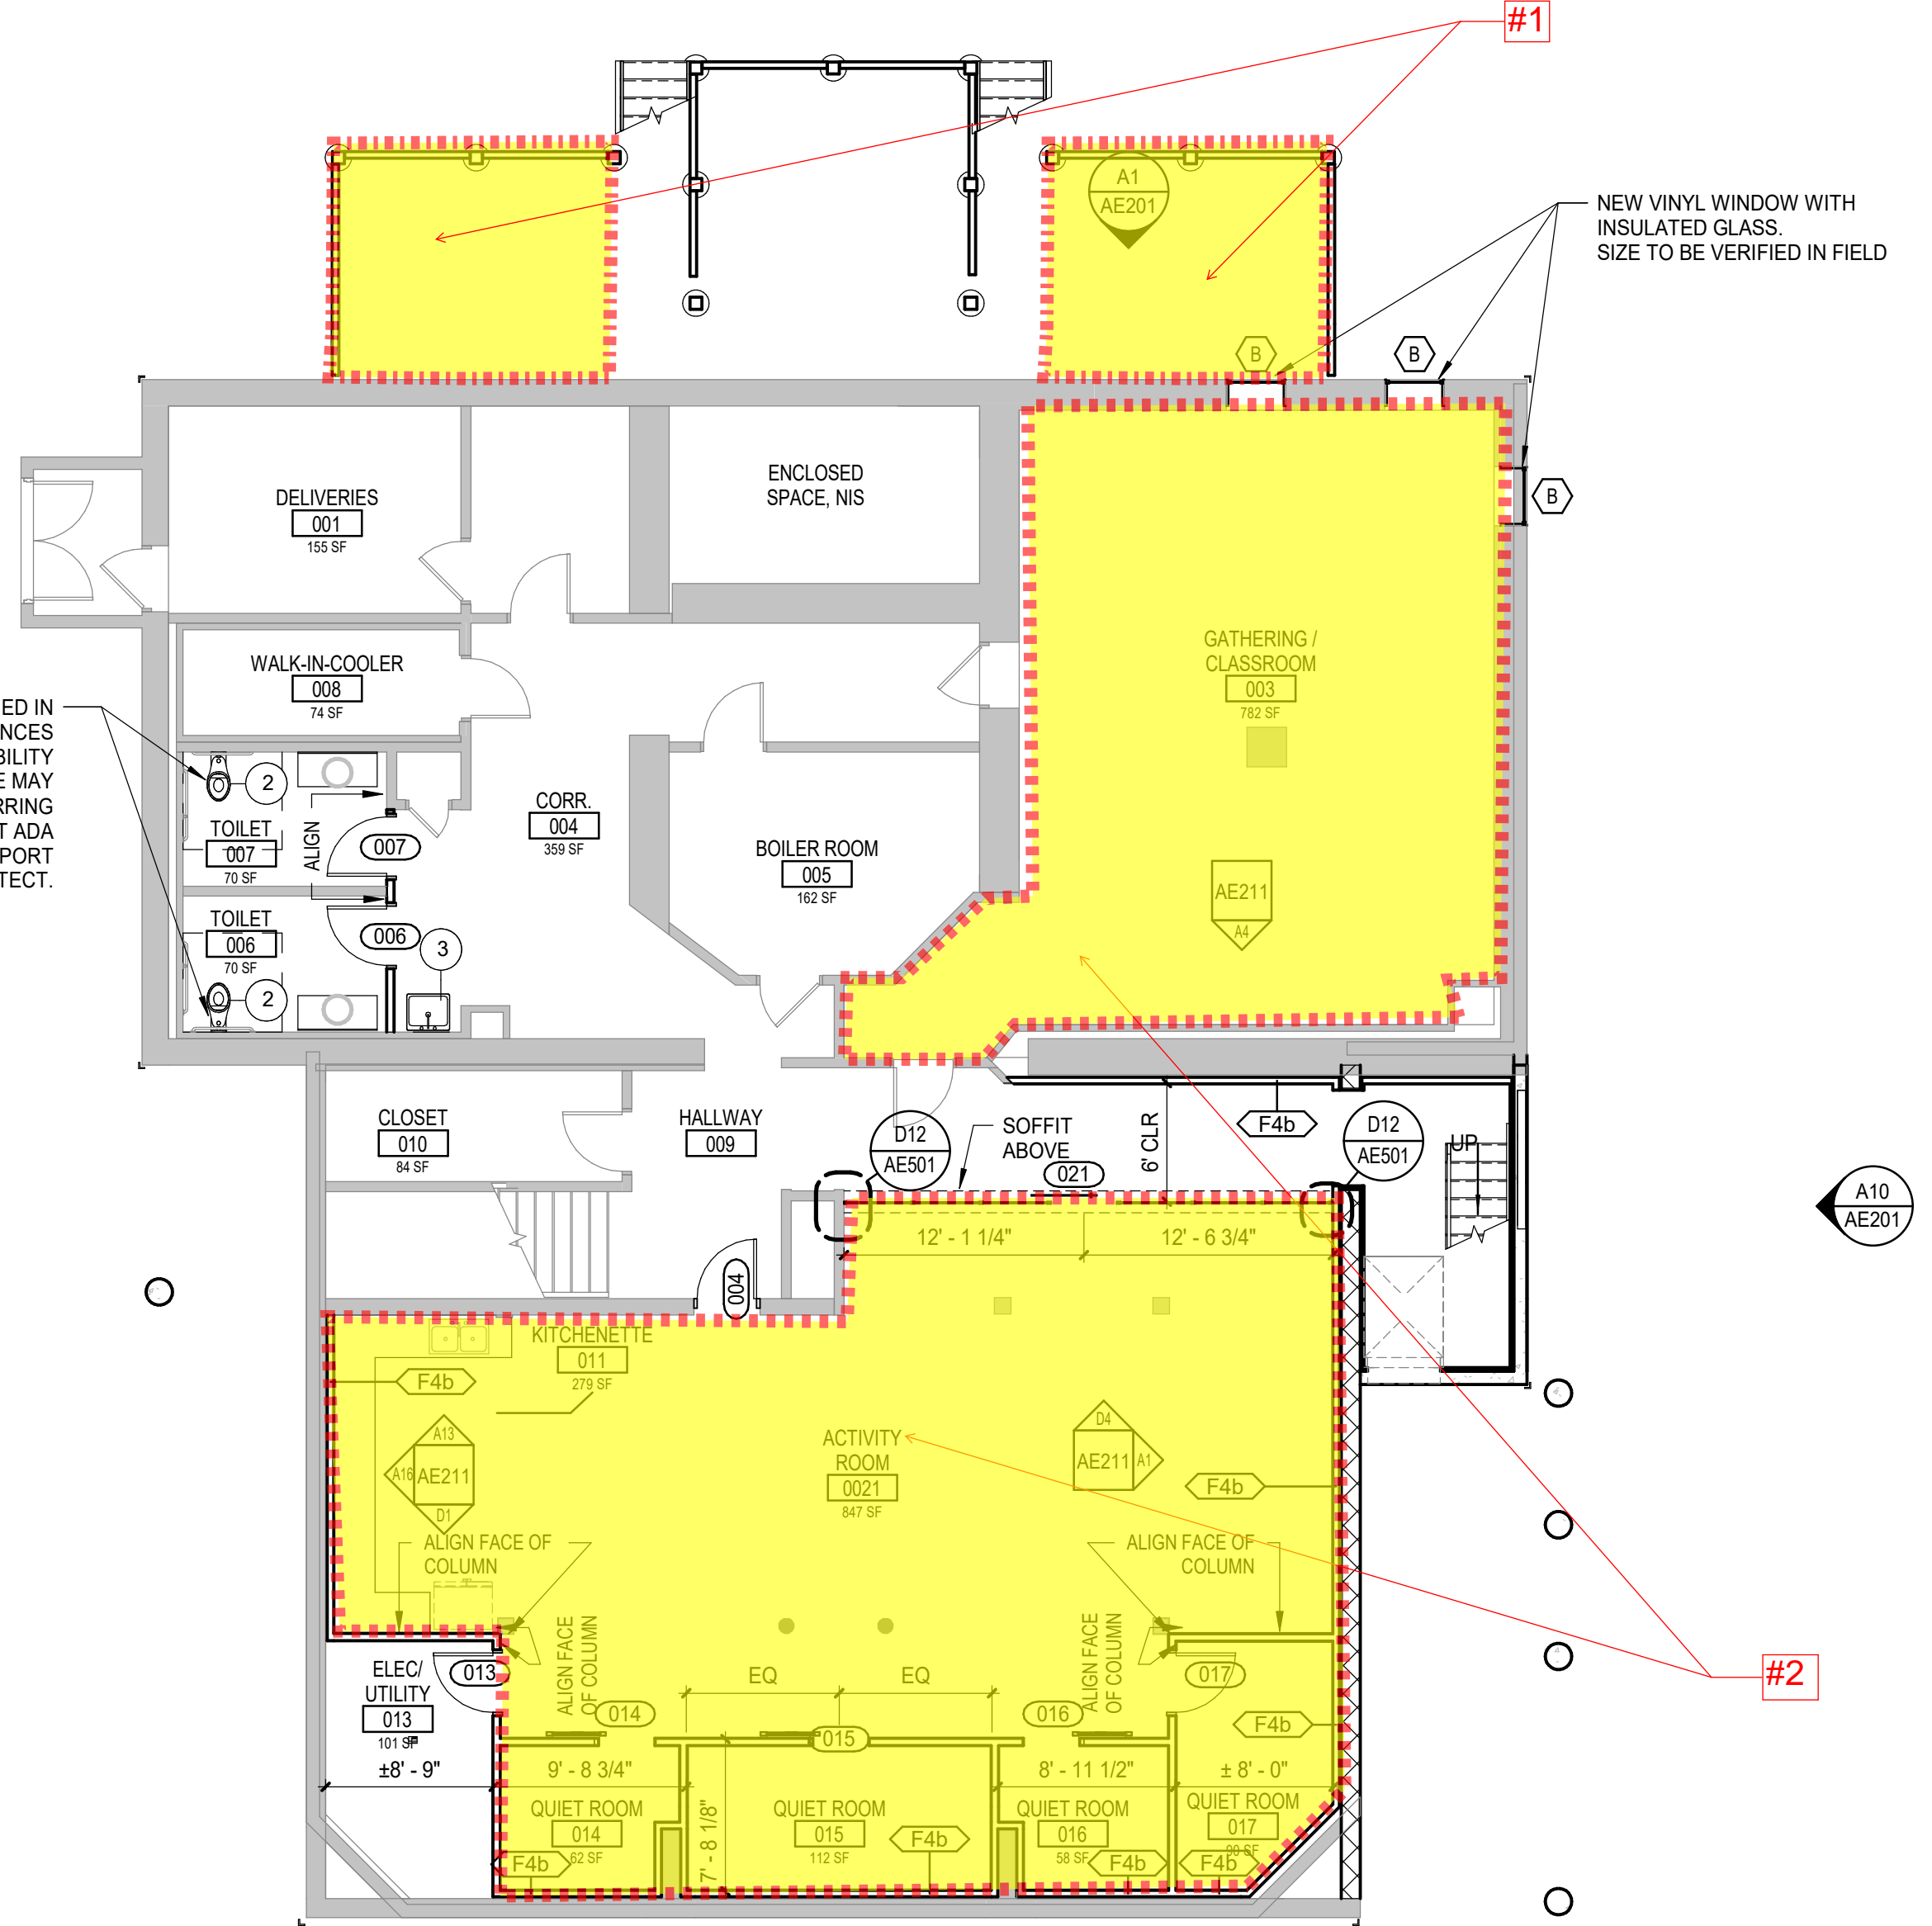 #1
A1
AE201
NEW VINYL WINDOW WITH
INSULATED GLASS.
SIZE TO BE VERIFIED IN FIELD
B
B
B
DELIVERIES
001
155 SF
ENCLOSED
SPACE, NIS
GATHERING /
CLASSROOM
003
782 SF
WALK-IN-COOLER
008
74 SF
ED IN
NCES
BILITY
E MAY
RRING
T ADA
PORT
TECT.
2
TOILET
007
70 SF
ALIGN
007
CORR.
004
359 SF
BOILER ROOM
005
162 SF
AE211
A4
TOILET
006
70 SF
006
3
2
CLOSET
010
84 SF
HALLWAY
009
D12
AE501
SOFFIT
ABOVE
021
6' CLR
F4b
D12
AE501
UP
A10
AE201
12' - 1 1/4"
12' - 6 3/4"
004
KITCHENETTE
011
279 SF
F4b
A13
A16
AE211
D1
ACTIVITY
ROOM
0021
847 SF
D4
AE211
A1
F4b
ALIGN FACE OF
COLUMN
ALIGN FACE OF
COLUMN
ALIGN FACE
OF COLUMN
ALIGN FACE
OF COLUMN
ELEC/
UTILITY
013
101 SF
013
EQ
EQ
014
015
016
017
F4b
#2
±8' - 9"
9' - 8 3/4"
8' - 11 1/2"
± 8' - 0"
7' - 8 1/8"
QUIET ROOM
014
62 SF
F4b
QUIET ROOM
015
112 SF
F4b
QUIET ROOM
016
58 SF
F4b
QUIET ROOM
017
90 SF
F4b